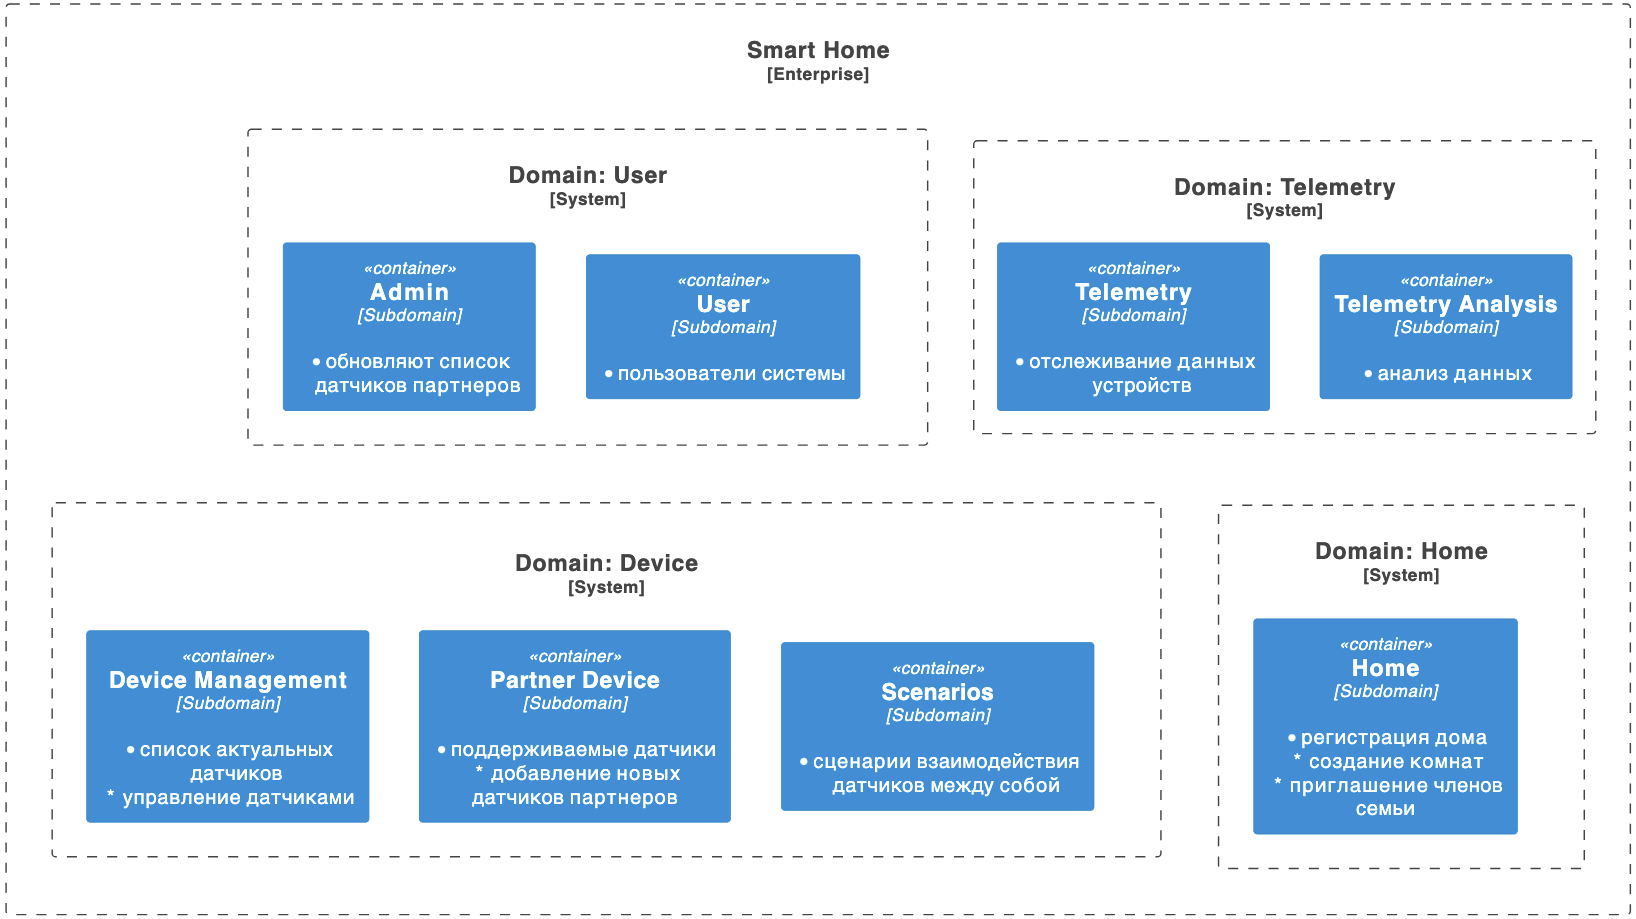 Smart Home
[Enterprise]
Domain: User
[System]
«container»
Admin
[Subdomain]
• обновляют список
датчиков партнеров
«container»
User
[Subdomain]
• пользователи системы
Domain: Telemetry
[System]
«container»
Telemetry
[Subdomain]
• отслеживание данных
устройств
«container»
Telemetry Analysis
[Subdomain]
• анализ данных
Domain: Device
[System]
«container»
Device Management
[Subdomain]
• список актуальных
датчиков
* управление датчиками
«container»
Partner Device
[Subdomain]
• поддерживаемые датчики
* добавление новых
датчиков партнеров
«container»
Scenarios
[Subdomain]
• сценарии взаимодействия
датчиков между собой
Domain: Home
[System]
«container»
Home
[Subdomain]
• регистрация дома
* создание комнат
* приглашение членов
семьи